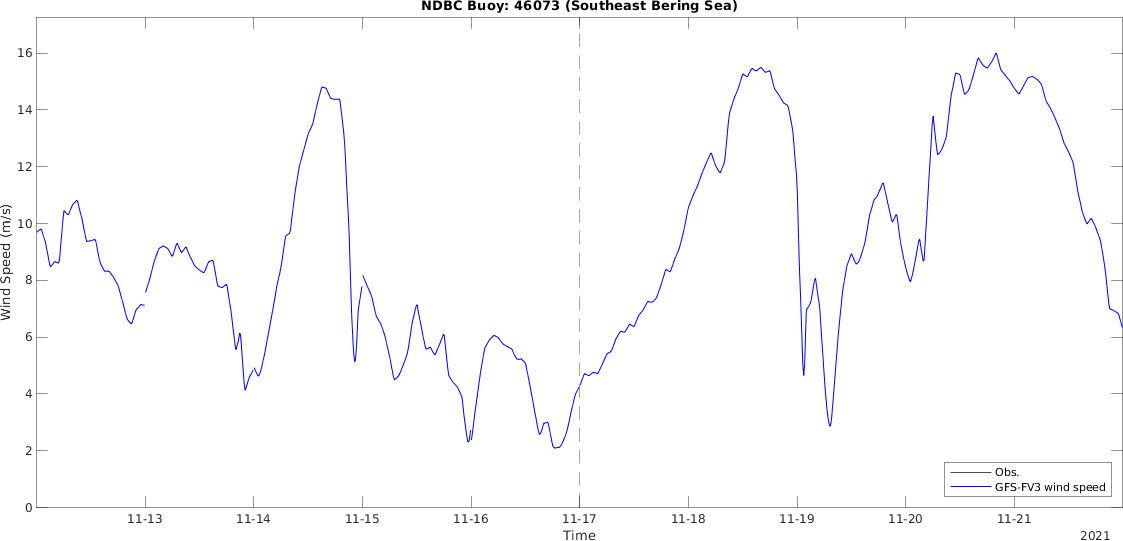 NDBC Buoy: 46073 (Southeast Bering Sea)
Wind Speed (m/s)
16
14
12
10
8
6
4
2
0
11-13 11-14 11-15 11-16 11-17 11-18 11-19 11-20 11-21
Time
2021
Obs.
GFS-FV3 wind speed